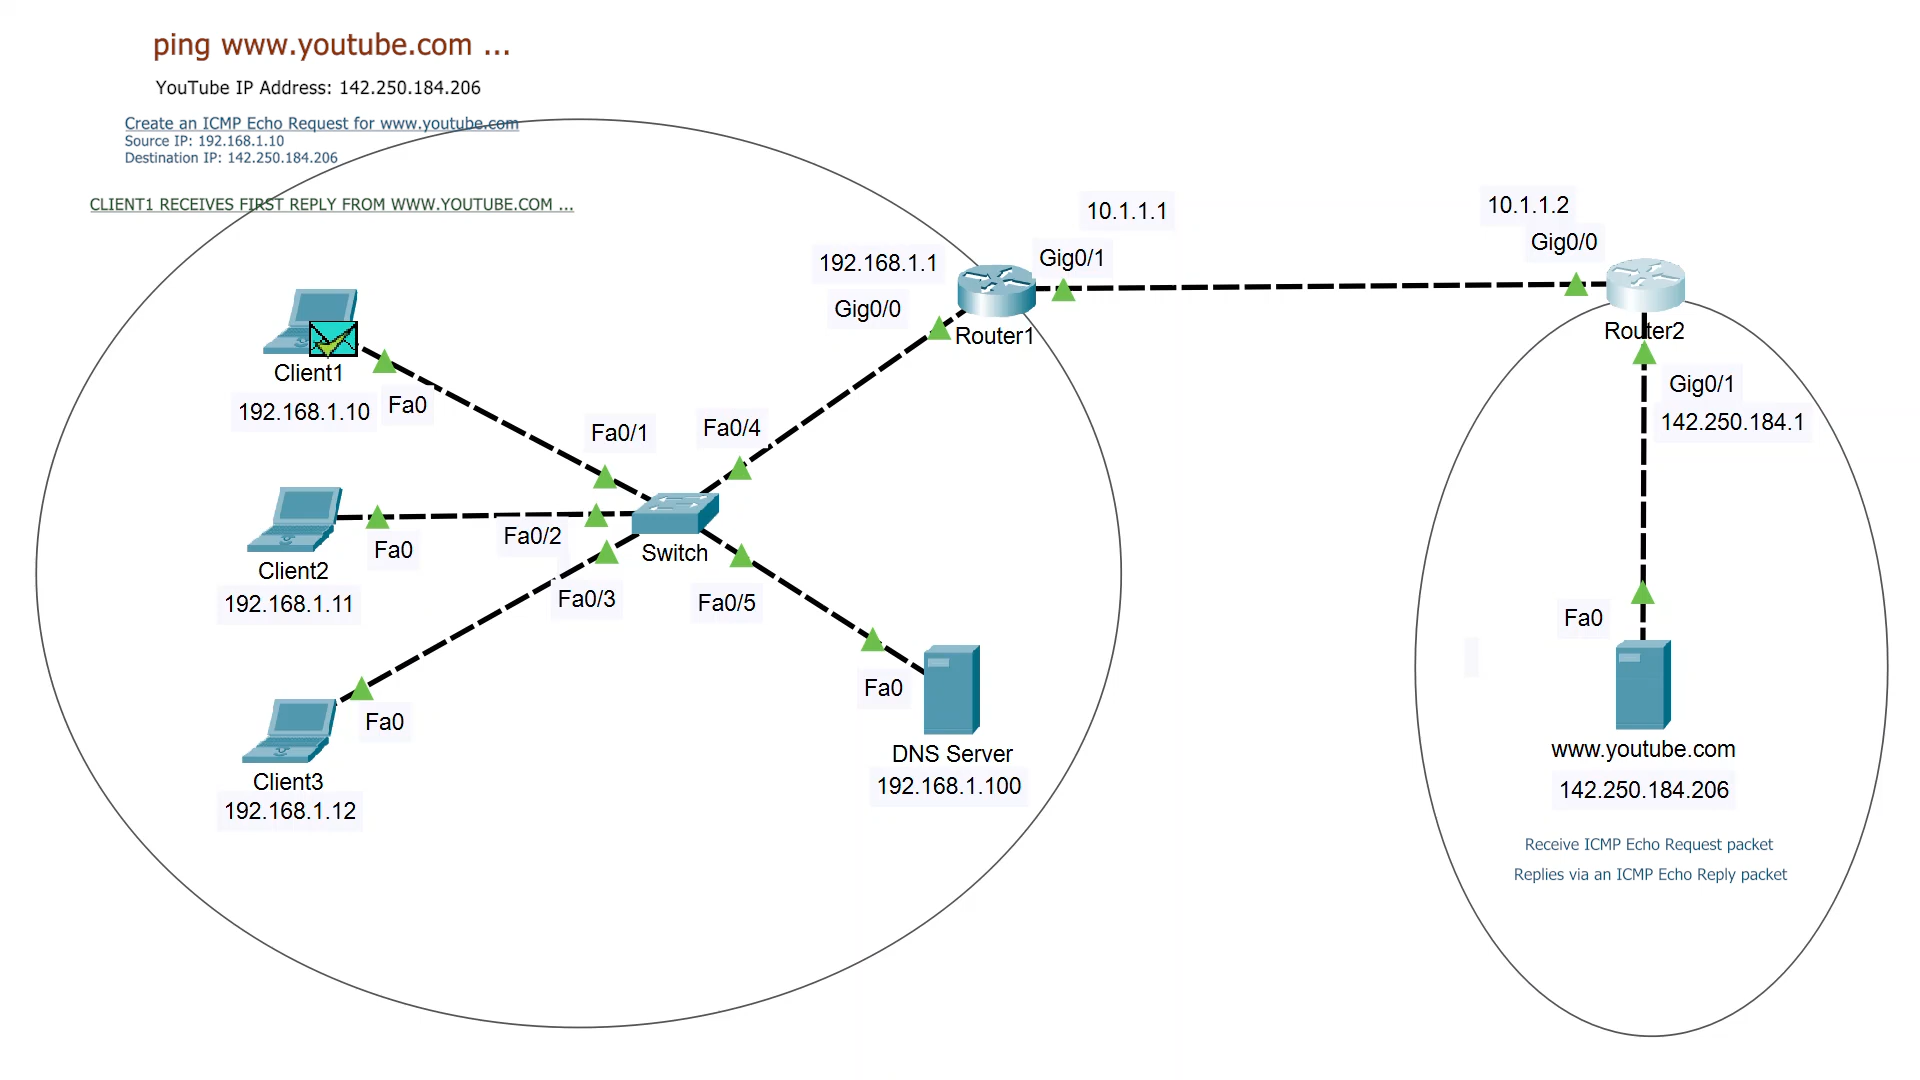 ping www.youtube.com ...
YouTube IP Address: 142.250.184.206
Create an ICMP Echo Request for www.youtube.com
Source IP: 192.168.1.10
Destination IP: 142.250.184.206
CLIENT1 RECEIVES FIRST REPLY FROM WWW.YOUTUBE.COM ...
10.1.1.1
10.1.1.2
192.168.1.1
Gig0/1
Gig0/0
Gig0/0
Router1
Router2
Client1
192.168.1.10
Fa0
Gig0/1
142.250.184.1
Fa0/1
Fa0/4
Fa0/2
Switch
Fa0
Client2
192.168.1.11
Fa0/3
Fa0/5
Fa0
Fa0
Fa0
Client3
192.168.1.12
DNS Server
192.168.1.100
www.youtube.com
142.250.184.206
Receive ICMP Echo Request packet
Replies via an ICMP Echo Reply packet